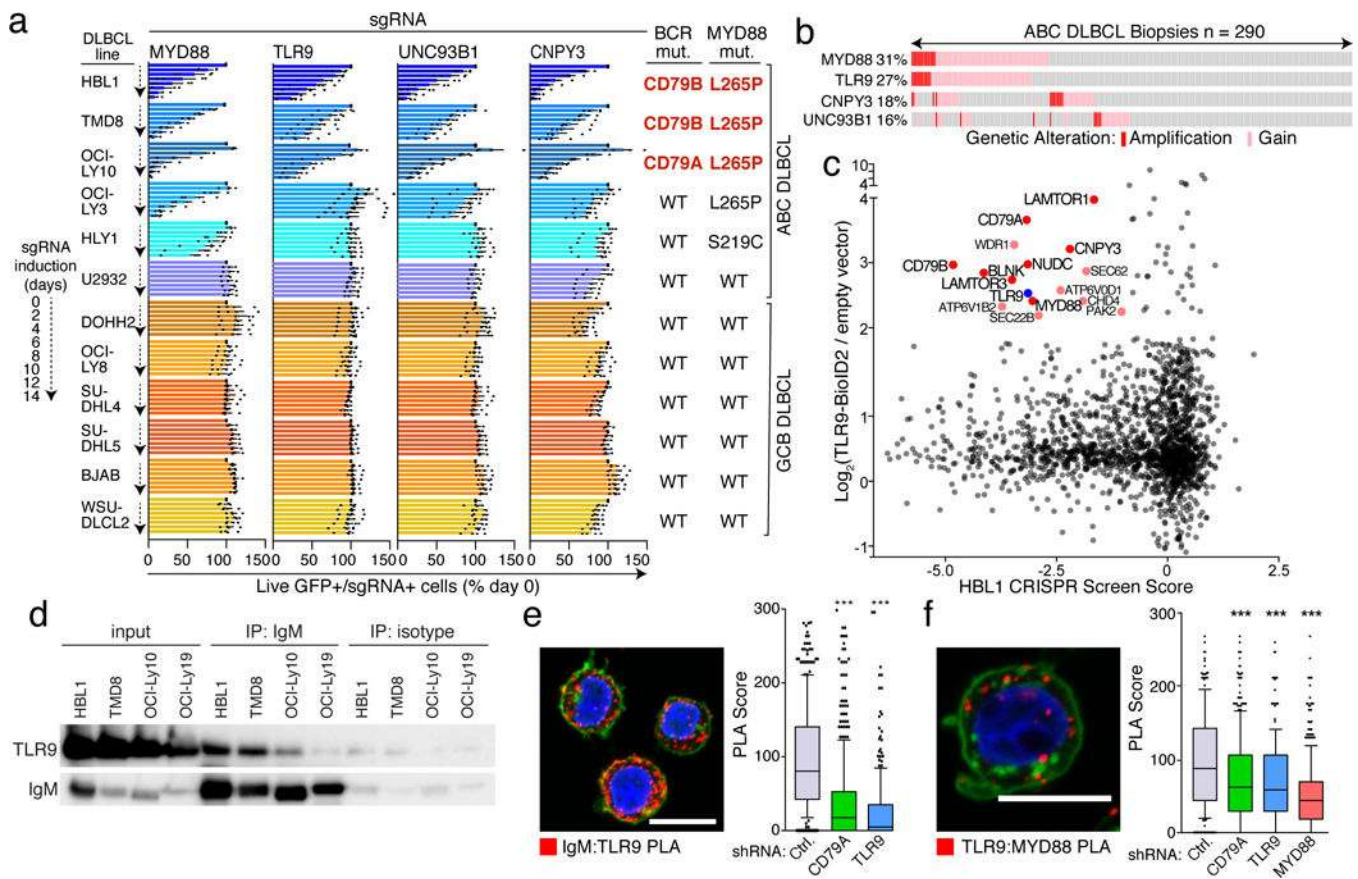 a
sgRNA
DLBCL line
MYD88
TLR9
UNC93B1
CNPY3
BCR mut.
MYD88 mut.
HBL1
CD79B
L265P
TMD8
CD79B
L265P
OCI-LY10
CD79A
L265P
OCI-LY3
WT
L265P
HLY1
WT
S219C
U2932
WT
WT
DOHH2
WT
WT
OCI-LY8
WT
WT
SU-DHL4
WT
WT
SU-DHL5
WT
WT
BJAB
WT
WT
WSU-DLCL2
WT
WT
ABC DLBCL
GCB DLBCL
sgRNA induction (days)
0
2
4
6
8
10
12
14
0 50 100 150
0 50 100 150
0 50 100 150
0 50 100 150
Live GFP+/sgRNA+ cells (% day 0)
b
ABC DLBCL Biopsies n = 290
MYD88 31%
TLR9 27%
CNPY3 18%
UNC93B1 16%
Genetic Alteration: Amplification Gain
c
10
4
4
3
2
1
0
-1
Log2(TLR9-BioID2 / empty vector)
LAMTOR1
CD79A
WDR1
CNPY3
CD79B
BLNK
NUDC
SEC62
LAMTOR3
TLR9
ATP6V0D1
MYD88
CHD4
ATP6V1B2
SEC22B
PAK2
-5.0 -2.5 0 2.5
HBL1 CRISPR Screen Score
d
input
IP: IgM
IP: isotype
HBL1
TMD8
OCI-Ly10
OCI-Ly19
HBL1
TMD8
OCI-Ly10
OCI-Ly19
HBL1
TMD8
OCI-Ly10
OCI-Ly19
TLR9
IgM
e
IgM:TLR9 PLA
PLA Score
300
200
100
0
*** ***
shRNA:
Ctrl.
CD79A
TLR9
f
TLR9:MYD88 PLA
PLA Score
300
200
100
0
*** *** ***
shRNA:
Ctrl.
CD79A
TLR9
MYD88